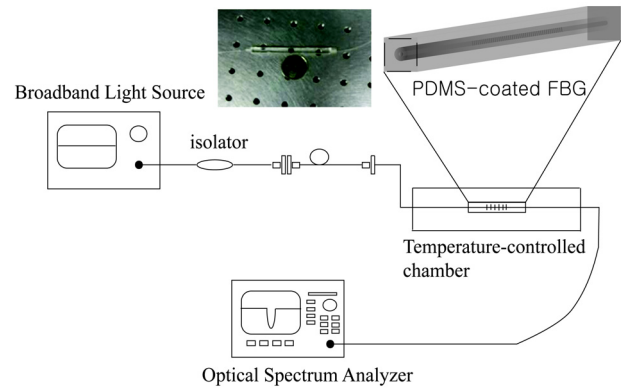 PDMS-coated FBG
Broadband Light Source
isolator
Temperature-controlled
chamber
Optical Spectrum Analyzer